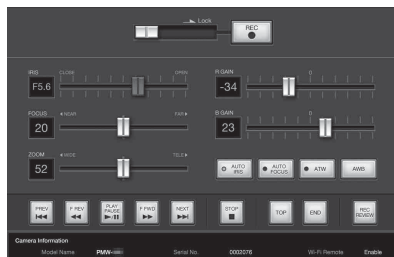 Lock
REC
IRIS CLOSE OPEN
F5.6
R.GAIN 0
-34
FOCUS NEAR FAR
20
B.GAIN 0
23
ZOOM WIDE TELE
52
AUTO IRIS
AUTO FOCUS
ATW
AWB
PREV
F REV
PLAY PAUSE
F FWD
NEXT
STOP
TOP
END
REC REVIEW
Camera Information
Model Name PMW- Serial No. 0002076 Wi-Fi Remote Enable